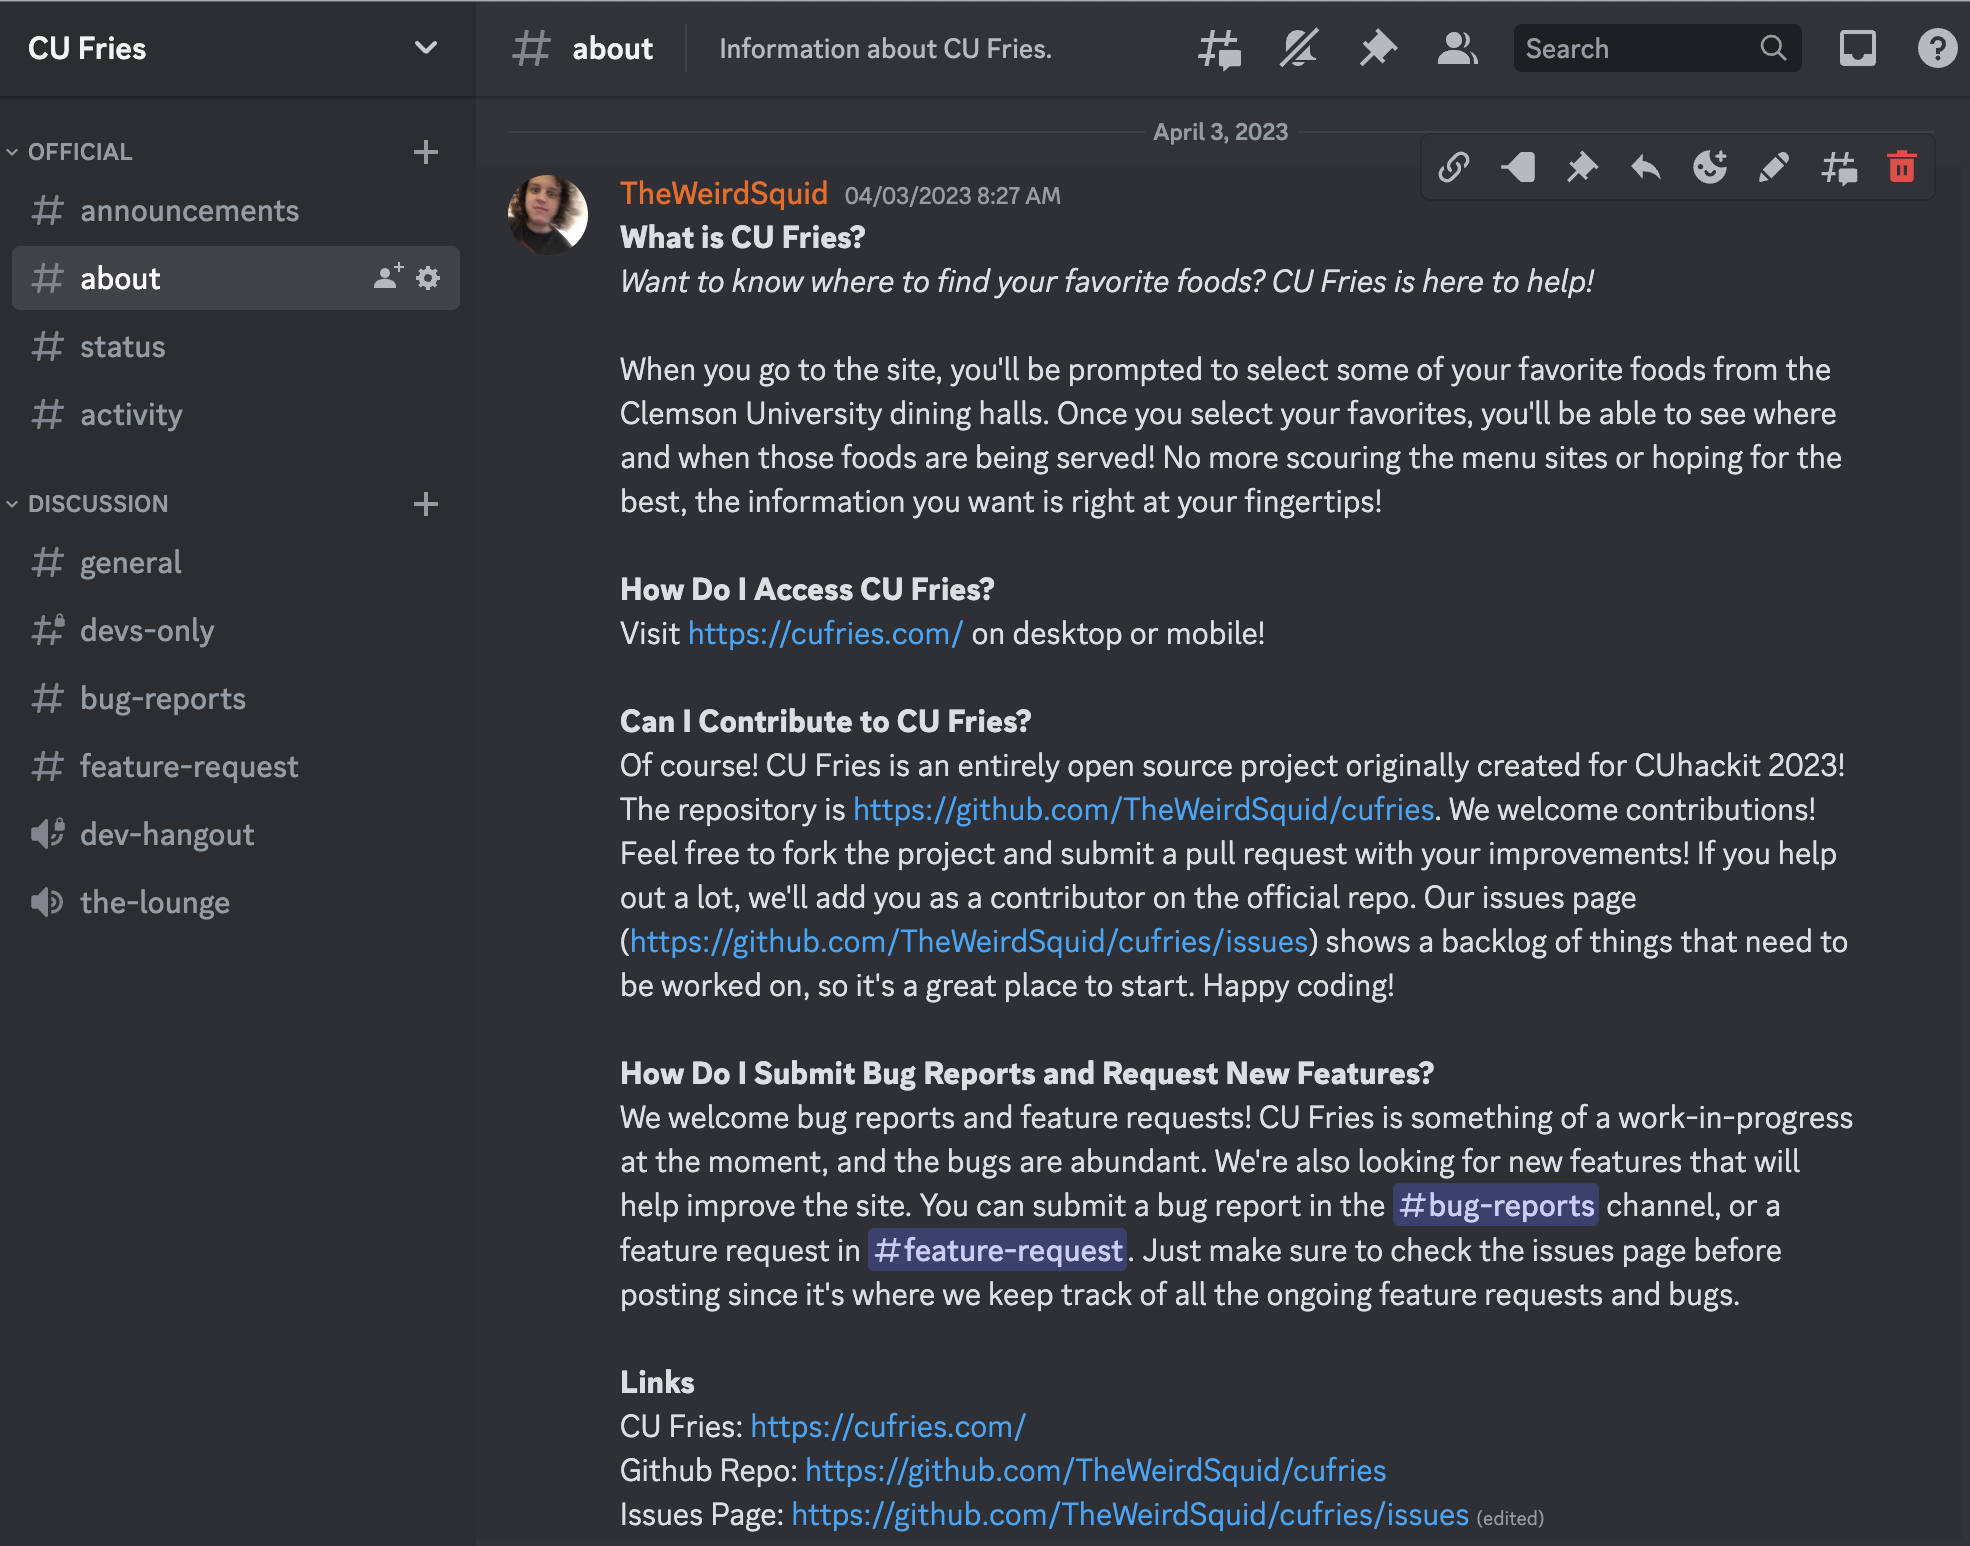 CU Fries
# about
Information about CU Fries.
Search
OFFICIAL
# announcements
# about
# status
# activity
DISCUSSION
# general
# devs-only
# bug-reports
# feature-request
dev-hangout
the-lounge
April 3, 2023
TheWeirdSquid 04/03/2023 8:27 AM
What is CU Fries?
Want to know where to find your favorite foods? CU Fries is here to help!
When you go to the site, you'll be prompted to select some of your favorite foods from the
Clemson University dining halls. Once you select your favorites, you'll be able to see where
and when those foods are being served! No more scouring the menu sites or hoping for the
best, the information you want is right at your fingertips!
How Do I Access CU Fries?
Visit https://cufries.com/ on desktop or mobile!
Can I Contribute to CU Fries?
Of course! CU Fries is an entirely open source project originally created for CUhackit 2023!
The repository is https://github.com/TheWeirdSquid/cufries. We welcome contributions!
Feel free to fork the project and submit a pull request with your improvements! If you help
out a lot, we'll add you as a contributor on the official repo. Our issues page
(https://github.com/TheWeirdSquid/cufries/issues) shows a backlog of things that need to
be worked on, so it's a great place to start. Happy coding!
How Do I Submit Bug Reports and Request New Features?
We welcome bug reports and feature requests! CU Fries is something of a work-in-progress
at the moment, and the bugs are abundant. We're also looking for new features that will
help improve the site. You can submit a bug report in the #bug-reports channel, or a
feature request in #feature-request. Just make sure to check the issues page before
posting since it's where we keep track of all the ongoing feature requests and bugs.
Links
CU Fries: https://cufries.com/
Github Repo: https://github.com/TheWeirdSquid/cufries
Issues Page: https://github.com/TheWeirdSquid/cufries/issues (edited)